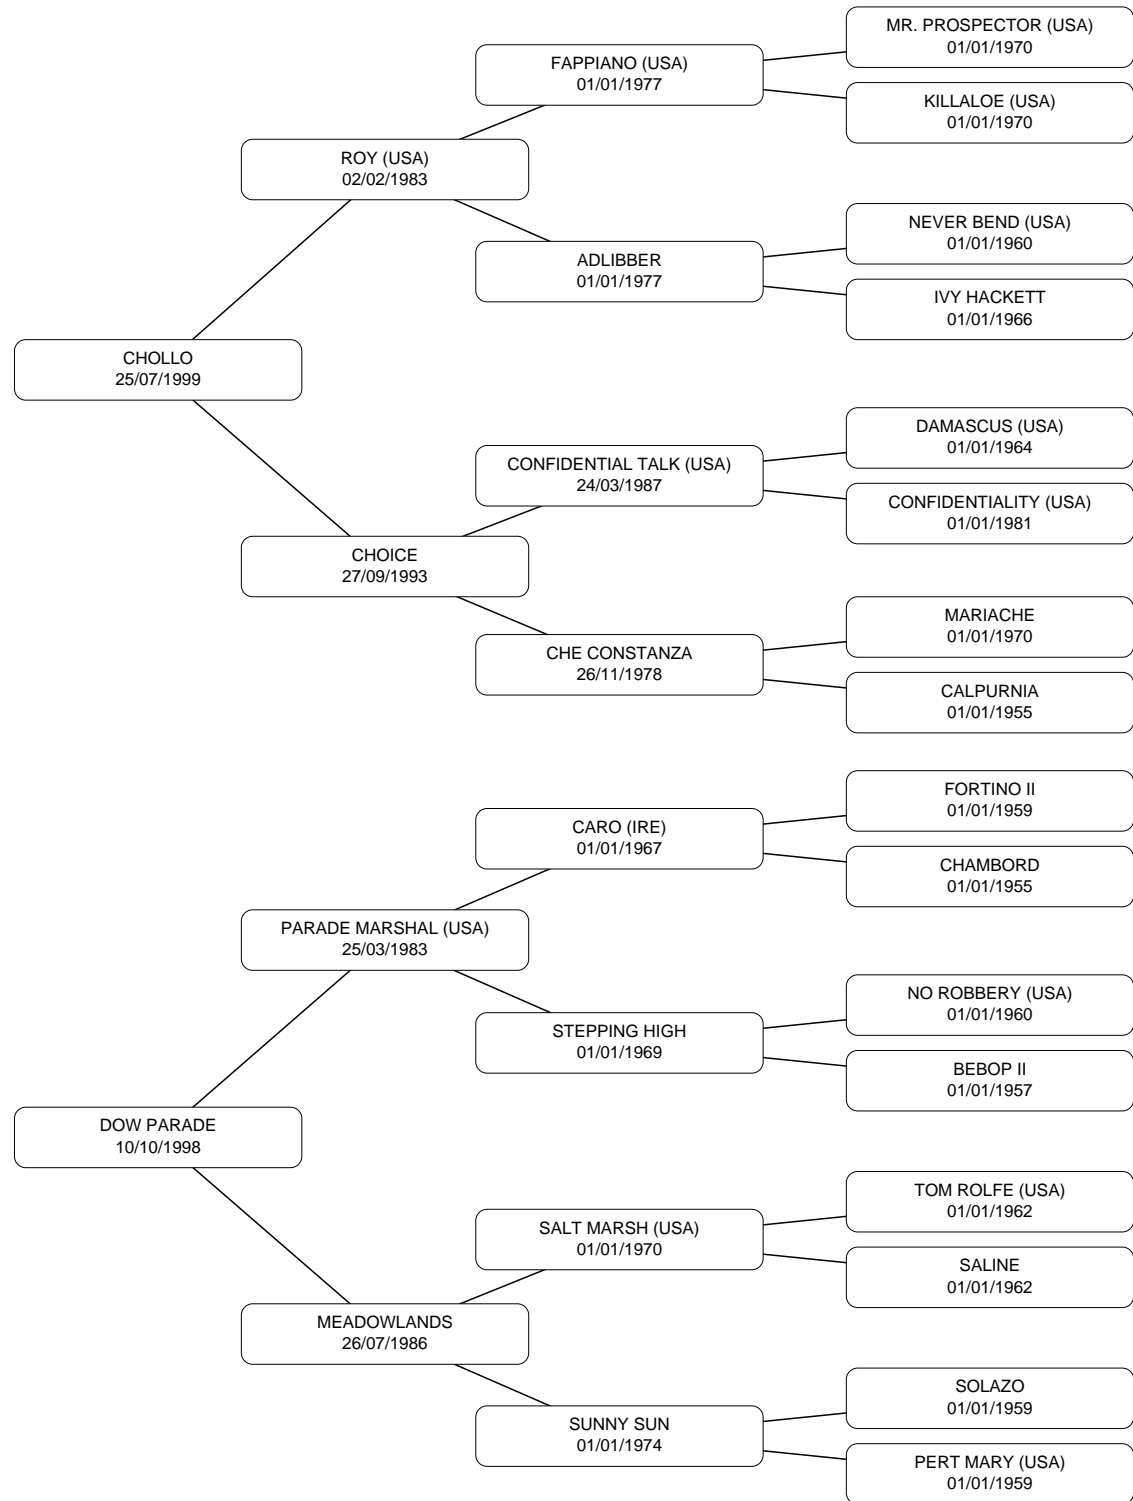 MR. PROSPECTOR (USA)
01/01/1970
FAPPIANO (USA)
01/01/1977
KILLALOE (USA)
01/01/1970
ROY (USA)
02/02/1983
NEVER BEND (USA)
01/01/1960
ADLIBBER
01/01/1977
IVY HACKETT
01/01/1966
CHOLLO
25/07/1999
DAMASCUS (USA)
01/01/1964
CONFIDENTIAL TALK (USA)
24/03/1987
CONFIDENTIALITY (USA)
01/01/1981
CHOICE
27/09/1993
MARIACHE
01/01/1970
CHE CONSTANZA
26/11/1978
CALPURNIA
01/01/1955
FORTINO II
01/01/1959
CARO (IRE)
01/01/1967
CHAMBORD
01/01/1955
PARADE MARSHAL (USA)
25/03/1983
NO ROBBERY (USA)
01/01/1960
STEPPING HIGH
01/01/1969
BEBOP II
01/01/1957
DOW PARADE
10/10/1998
TOM ROLFE (USA)
01/01/1962
SALT MARSH (USA)
01/01/1970
SALINE
01/01/1962
MEADOWLANDS
26/07/1986
SOLAZO
01/01/1959
SUNNY SUN
01/01/1974
PERT MARY (USA)
01/01/1959